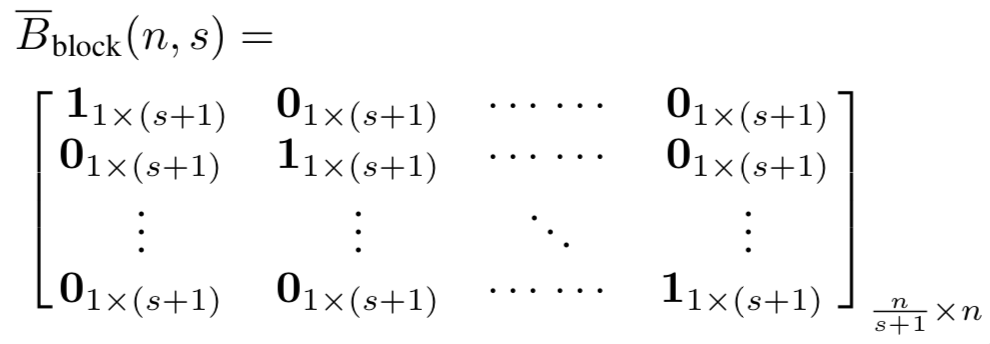 $\overline{B}_{\text{block}}(n, s) =$
$\begin{bmatrix} \mathbf{1}_{1\times(s+1)} & \mathbf{0}_{1\times(s+1)} & \cdots\cdots & \mathbf{0}_{1\times(s+1)} \\ \mathbf{0}_{1\times(s+1)} & \mathbf{1}_{1\times(s+1)} & \cdots\cdots & \mathbf{0}_{1\times(s+1)} \\ \vdots & \vdots & \ddots & \vdots \\ \mathbf{0}_{1\times(s+1)} & \mathbf{0}_{1\times(s+1)} & \cdots\cdots & \mathbf{1}_{1\times(s+1)} \end{bmatrix}_{\frac{n}{s+1}\times n}$